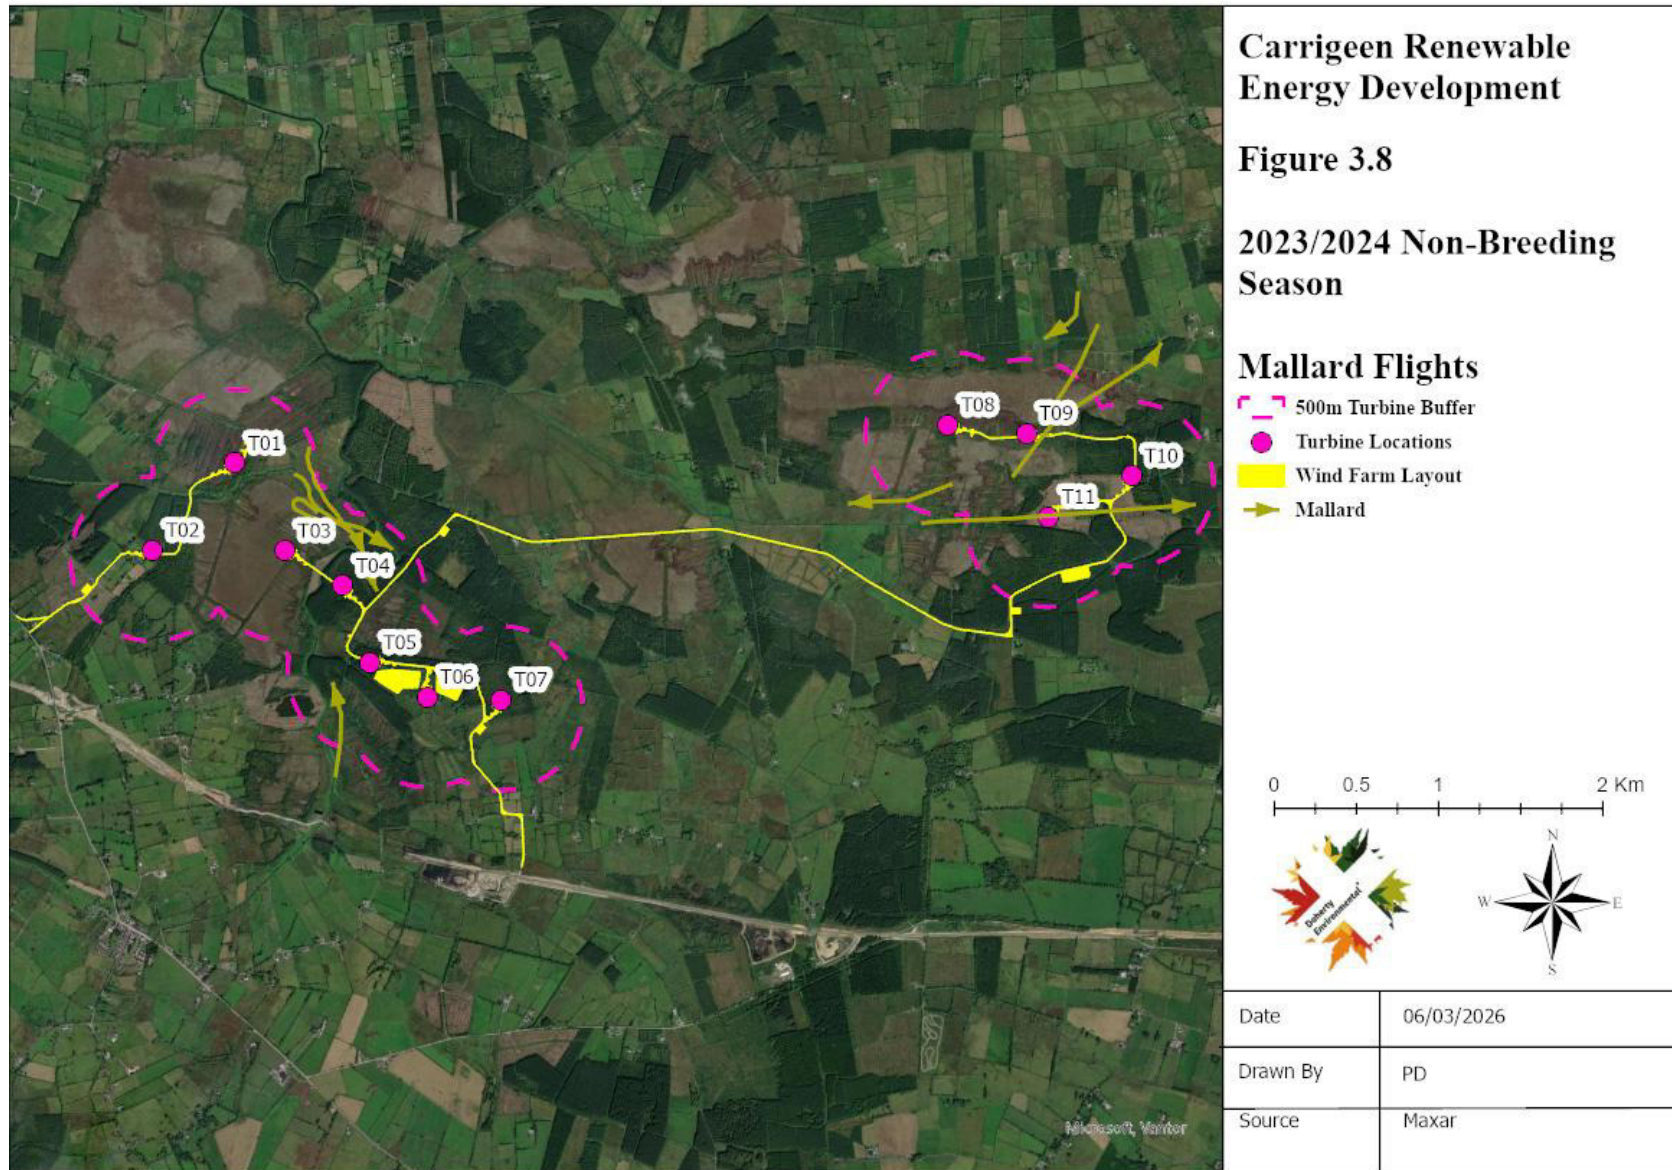 Carrigeen Renewable
Energy Development
Figure 3.8
2023/2024 Non-Breeding
Season
Mallard Flights
500m Turbine Buffer
Turbine Locations
Wind Farm Layout
Mallard
T01
T02
T03
T04
T05
T06
T07
T08
T09
T10
T11
0 0.5 1 2 Km
Doherty
Environmental
N
W E
S
Date 06/03/2026
Drawn By PD
Source Maxar
Microsoft, Vantor